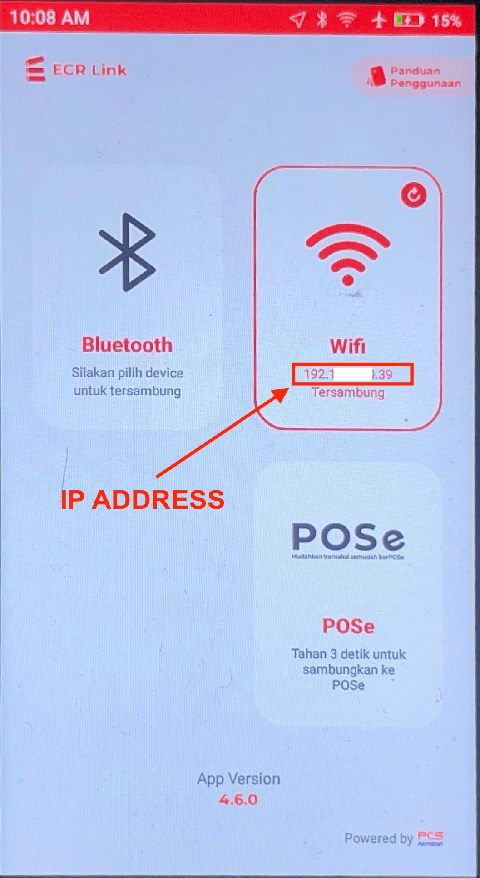 10:08 AM
15%
ECR Link
Panduan
Penggunaan
Bluetooth
Silakan pilih device
untuk tersambung
Wifi
192.1 .39
Tersambung
IP ADDRESS
POSe
Mudahkan transaksi semudah berPOSe
POSe
Tahan 3 detik untuk
sambungkan ke
POSe
App Version
4.6.0
Powered by PCS
PAYMENT